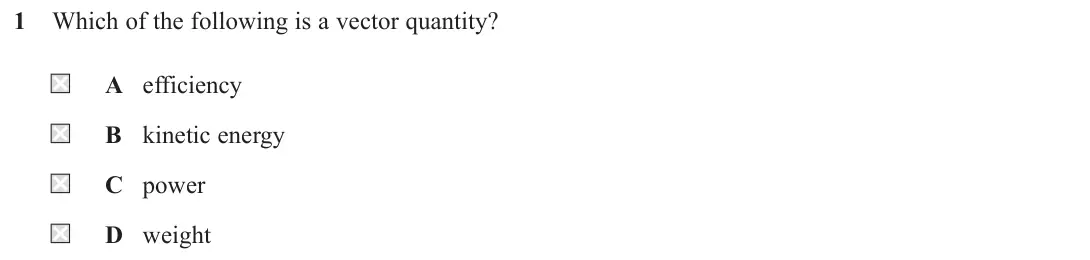 1 Which of the following is a vector quantity?
A efficiency
B kinetic energy
C power
D weight